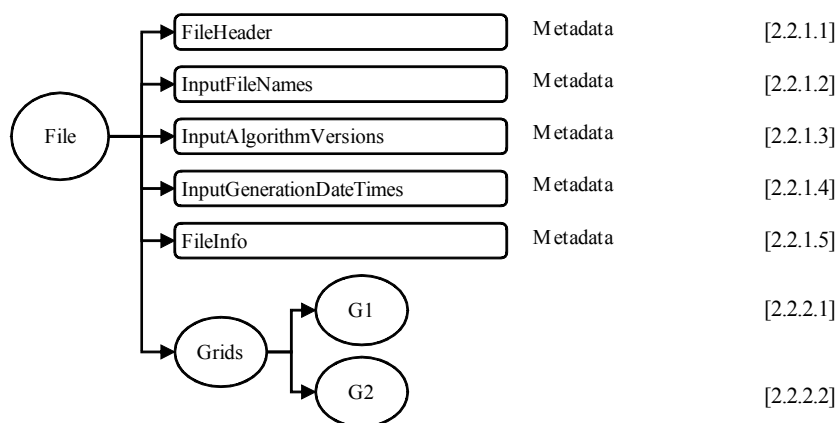 FileHeader Metadata [2.2.1.1]
InputFileNames Metadata [2.2.1.2]
File InputAlgorithmVersions Metadata [2.2.1.3]
InputGenerationDateTimes Metadata [2.2.1.4]
FileInfo Metadata [2.2.1.5]
G1 [2.2.2.1]
Grids
G2 [2.2.2.2]